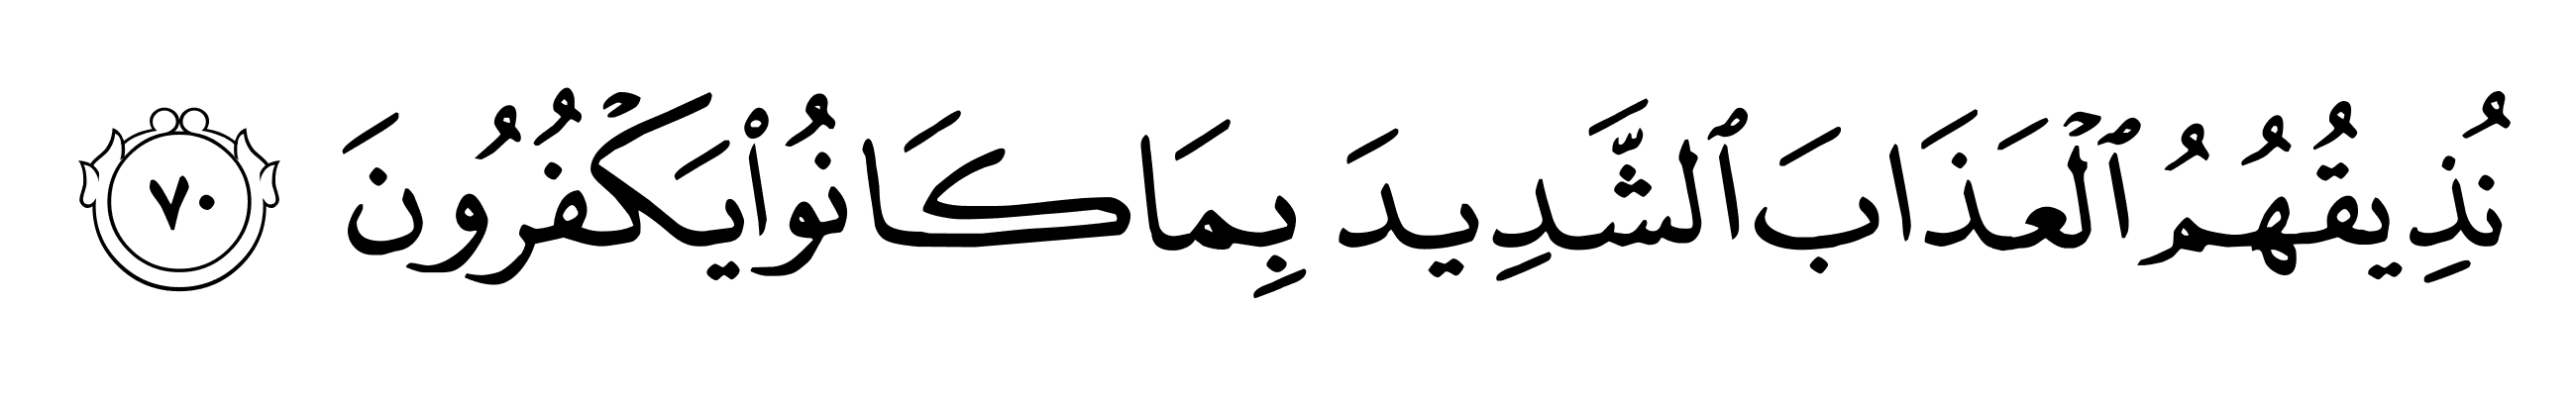 نُذِيقُهُمُ ٱلۡعَذَابَ ٱلشَّدِيدَ بِمَا كَانُواْ يَكۡفُرُونَ ٧٠